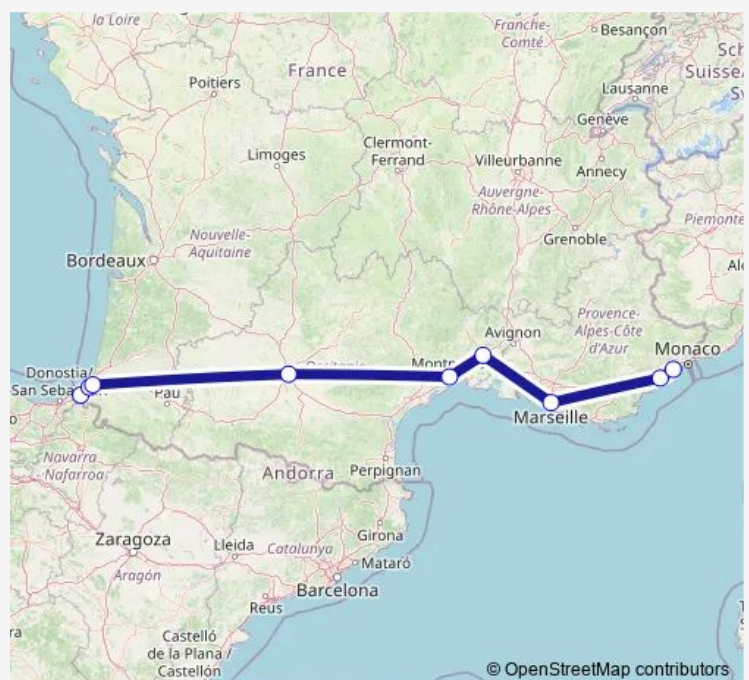 la Loire
Franche-
Comté
Besançon
Sch
Suisse/
Sv
Poitiers
France
Lausanne
Genève
Annecy
Limoges
Clermont-
Ferrand
Villeurbanne
Auvergne-
Rhône-Alpes
Piemonte
Nouvelle-
Aquitaine
Grenoble
Bordeaux
Ale
Provence-
Alpes-Côte
d'Azur
Avignon
Monaco
Donostia/
San Seba
Pau
Montp
Marseille
Navarra -
Nafarroa
Andorra
Perpignan
Girona
Zaragoza
Lleida
Catalunya
Mataró
Aragón
Barcelona
Reus
ra
Castelló
de la Plana /
Castellón
© OpenStreetMap contributors